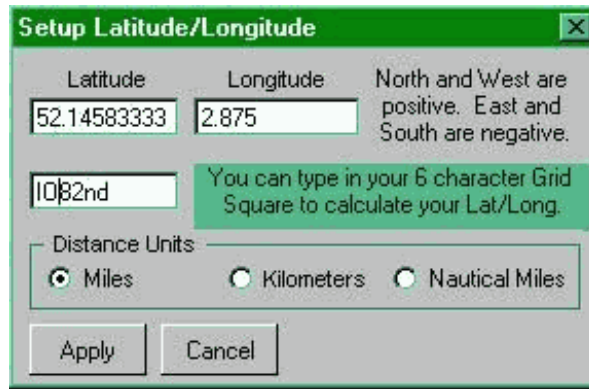 Setup Latitude/Longitude
Latitude
Longitude
North and West are
positive. East and
South are negative.
52.14583333
2.875
IO82nd
You can type in your 6 character Grid
Square to calculate your Lat/Long.
Distance Units
Miles
Kilometers
Nautical Miles
Apply
Cancel